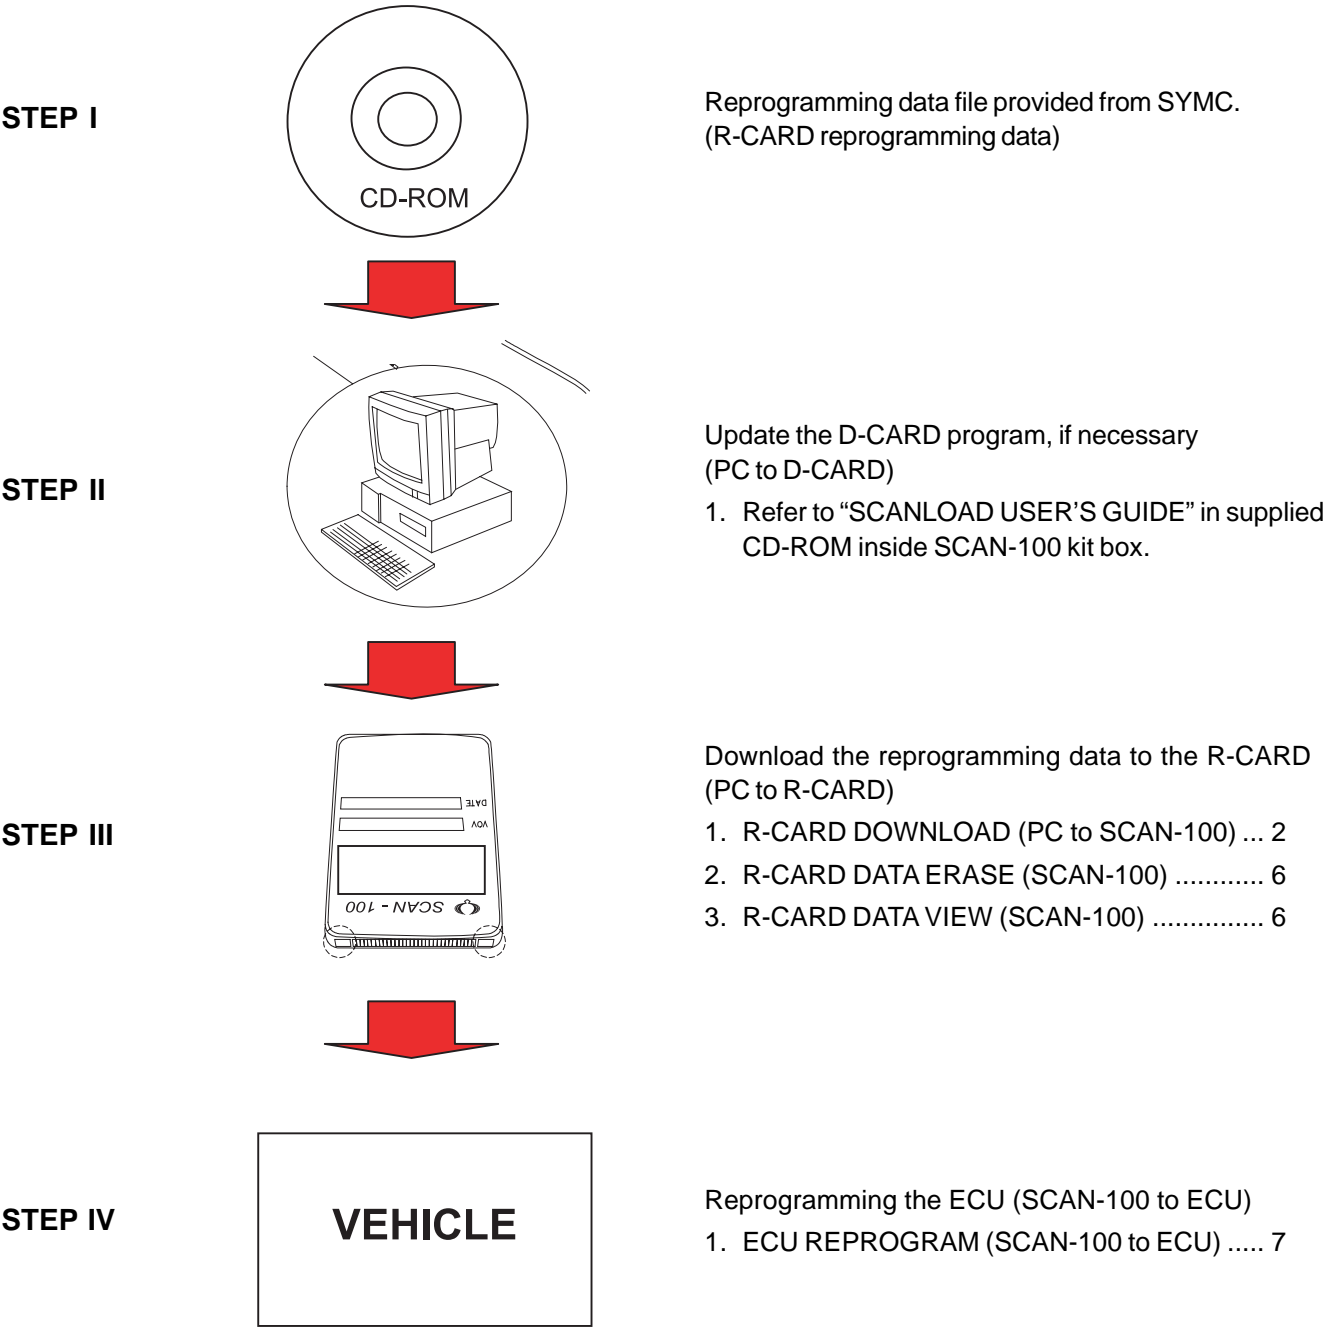 STEP I
CD-ROM
Reprogramming data file provided from SYMC.
(R-CARD reprogramming data)
STEP II
Update the D-CARD program, if necessary
(PC to D-CARD)
1. Refer to “SCANLOAD USER’S GUIDE” in supplied
CD-ROM inside SCAN-100 kit box.
STEP III
DATE
VOV
SCAN - 100
Download the reprogramming data to the R-CARD
(PC to R-CARD)
1. R-CARD DOWNLOAD (PC to SCAN-100) ... 2
2. R-CARD DATA ERASE (SCAN-100) ............ 6
3. R-CARD DATA VIEW (SCAN-100) ............... 6
STEP IV
VEHICLE
Reprogramming the ECU (SCAN-100 to ECU)
1. ECU REPROGRAM (SCAN-100 to ECU) ..... 7